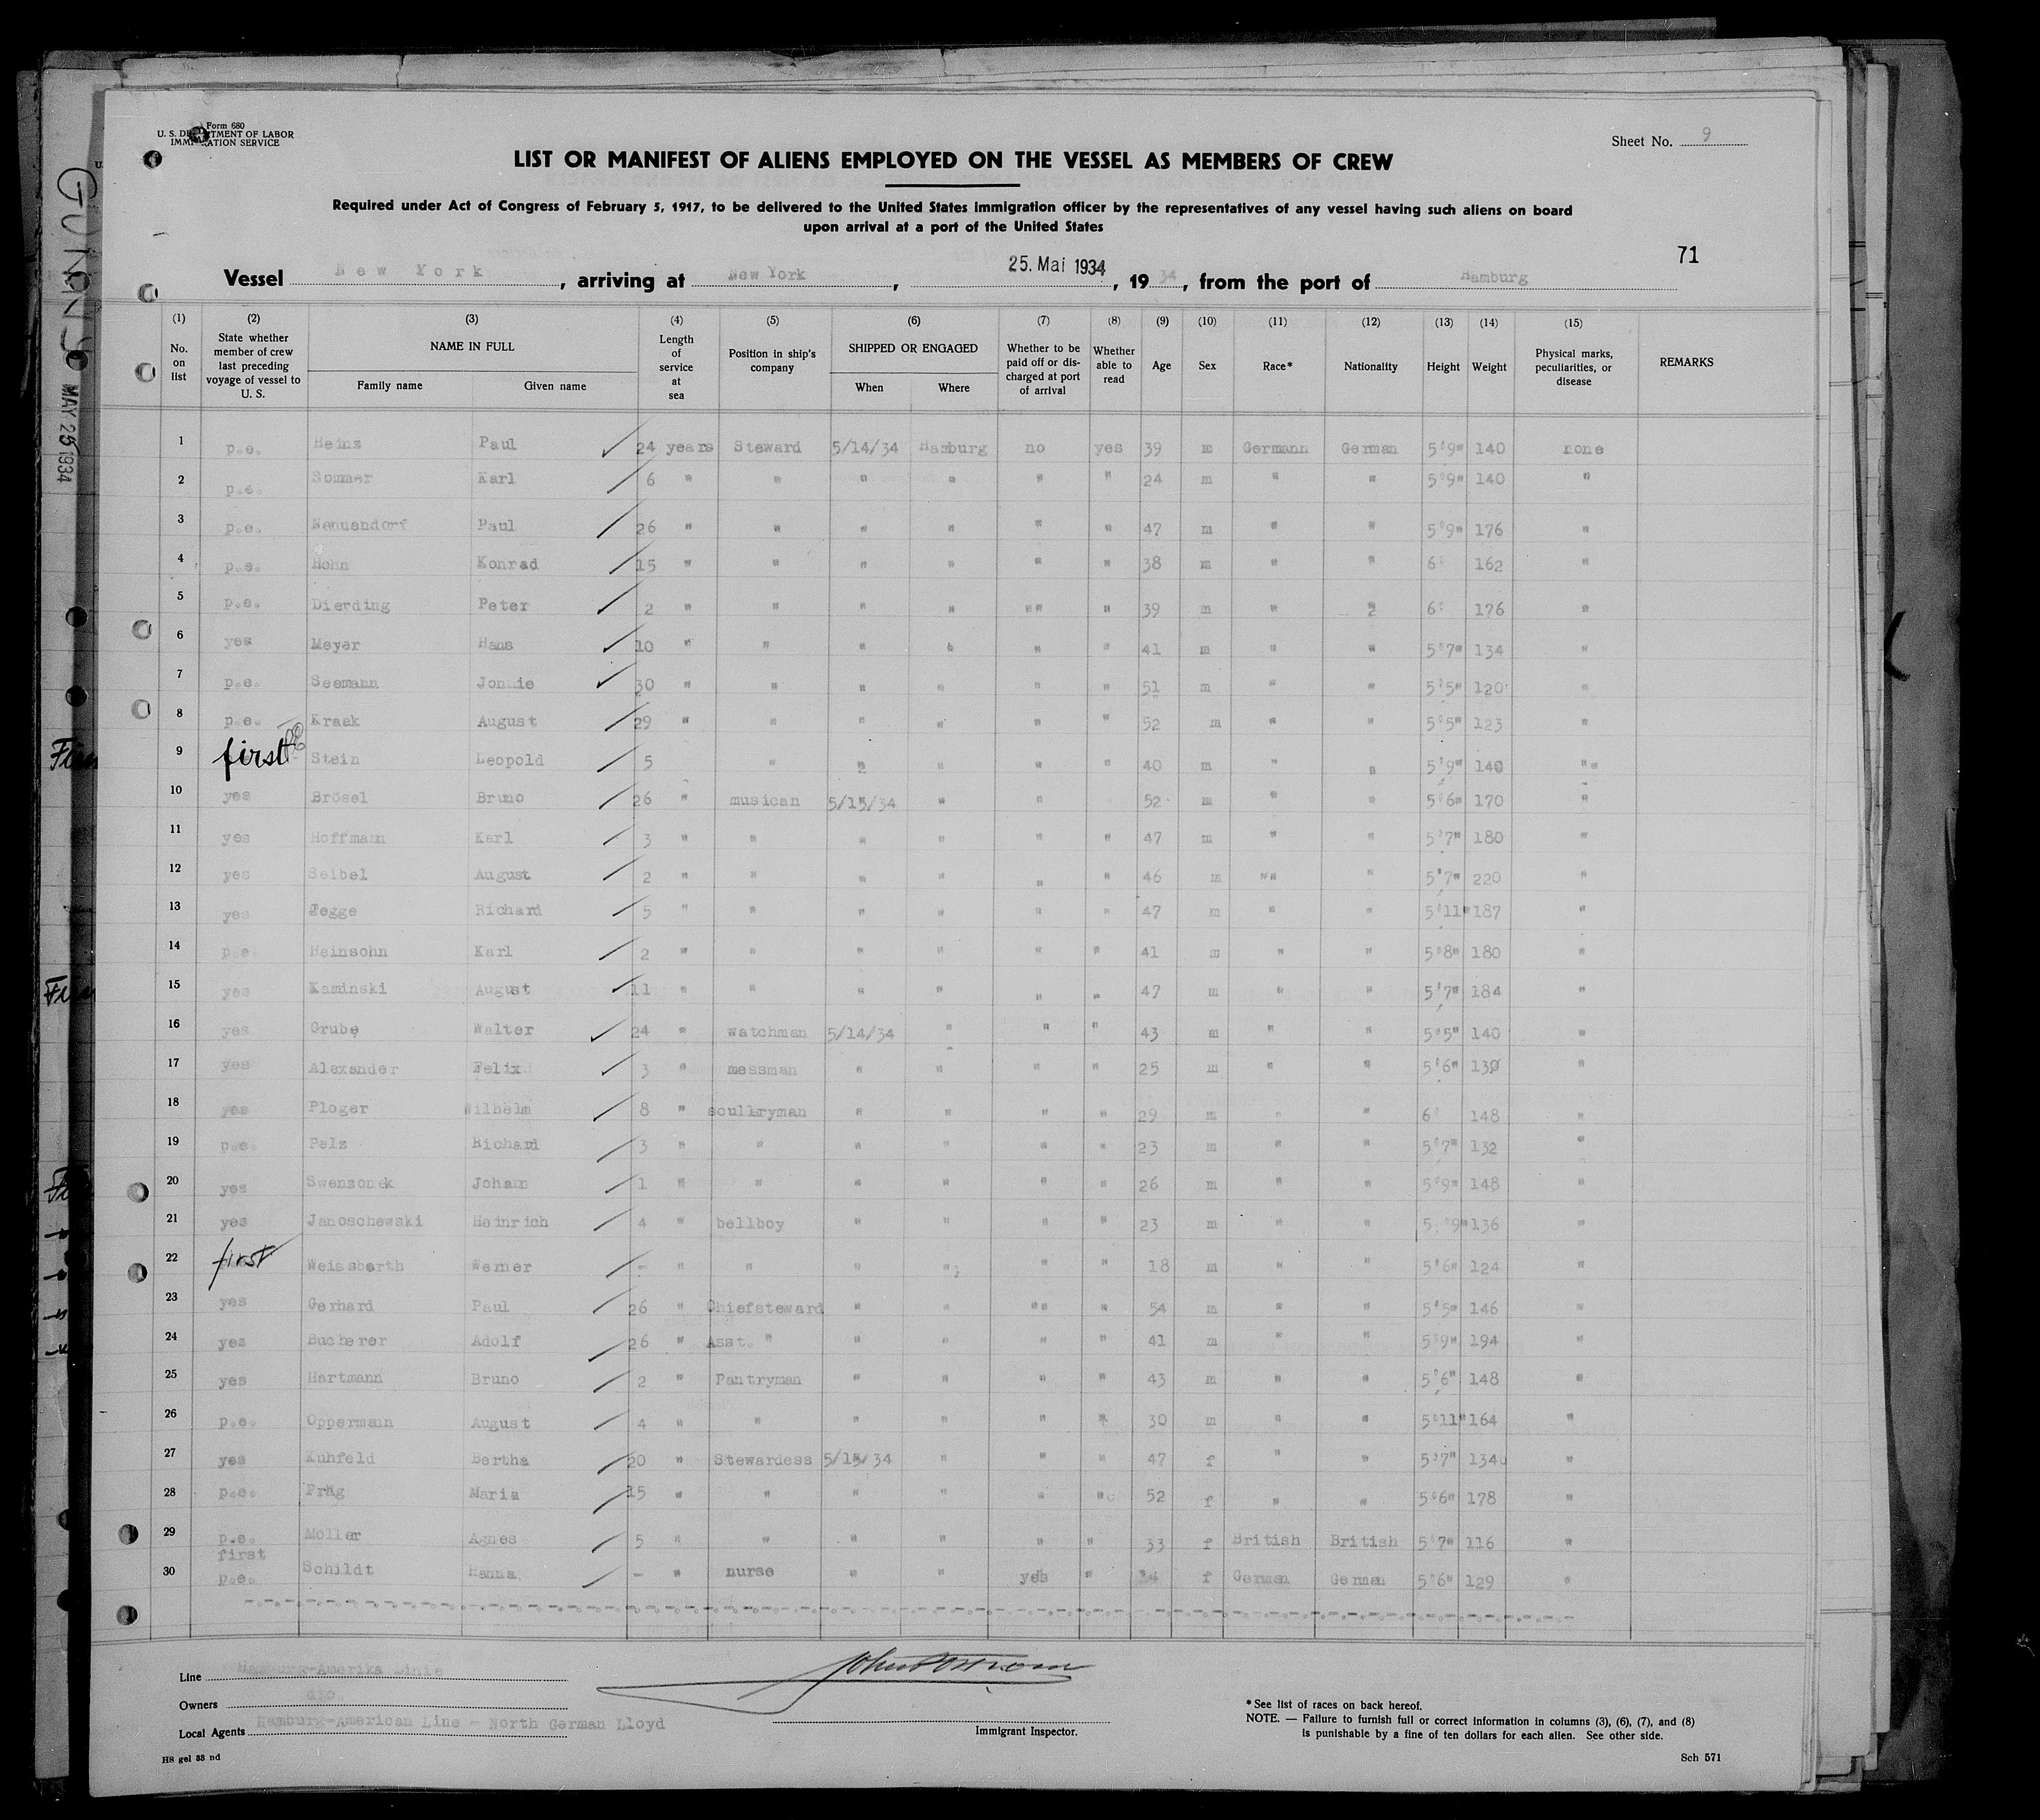 Form 680
U. S. DEPARTMENT OF LABOR
IMMIGRATION SERVICE
Sheet No. 9
LIST OR MANIFEST OF ALIENS EMPLOYED ON THE VESSEL AS MEMBERS OF CREW
Required under Act of Congress of February 5, 1917, to be delivered to the United States immigration officer by the representatives of any vessel having such aliens on board
upon arrival at a port of the United States
71
Vessel New York, arriving at New York, 25. Mai 1934, 19 34, from the port of Hamburg
(1) (2) (3) (4) (5) (6) (7) (8) (9) (10) (11) (12) (13) (14) (15)
No. on list State whether member of crew last preceding voyage of vessel to U. S. NAME IN FULL Family name Given name Length of service at sea Position in ship's company SHIPPED OR ENGAGED When Where Whether to be paid off or discharged at port of arrival Whether able to read Age Sex Race* Nationality Height Weight Physical marks, peculiarities, or disease REMARKS
1 p.e. Heinz Paul 24 years Steward 5/14/34 Hamburg no yes 39 m Germann German 5'9" 140 none
2 p.e. Sommer Karl 6 " " " " " " 24 m " " 5'9" 140 "
3 p.e. Nennendorf Paul 26 " " " " " " 47 m " " 5'9" 176 "
4 p.e. Hohn Konrad 15 " " " " " " 38 m " " 6' 162 "
5 p.e. Dierding Peter 2 " " " " "" " 39 m " 2 6' 176 "
6 yes Meyer Hans 10 " " " " " " 41 m " " 5'7" 134 "
7 p.e. Seemann Jonnie 30 " " " " " " 51 m " " 5'5" 120 "
8 p.e. Kraak August 29 " " " " " " 52 m " " 5'5" 123 "
9 first Stein Leopold 5 " " " " " 40 m " " 5'9" 140 ""
10 yes Brösel Bruno 26 " musican 5/15/34 " " 52 m " " 5'6" 170 "
11 yes Hoffmann Karl 3 " " " " " " 47 m " " 5'7" 180 "
12 yes Seibel August 2 " " " " " " 46 m "" " 5'7" 220 "
13 yes Jegge Richard 5 " " " " " " 47 m " " 5'11" 187 "
14 p.e. Heinsohn Karl 2 " " " " " " 41 m " " 5'8" 180 "
15 yes Kaminski August 11 " " " " " " 47 m " " 5'7" 184 "
16 yes Grube Walter 24 " watchman 5/14/34 " " " 43 m " " 5'5" 140 "
17 yes Alexander Felix 3 " messman " " " " 25 m " " 5'6" 130 "
18 yes Ploger Wilhelm 8 " scullryman " " " " 29 m " " 6' 148 "
19 p.e. Pelz Richard 3 " " " " " " 23 m " " 5'7" 132 "
20 yes Swensonek Johann 1 " " " " " " 26 m " " 5'9" 148 "
21 yes Janoschewski Heinrich 4 " bellboy " " " " 23 m " " 5'9" 136 "
22 first Weissbarth Werner - " " " " " " 18 m " " 5'6" 124 "
23 yes Gerhard Paul 26 " Chiefsteward " " "" " 54 m " " 5'5" 146 "
24 yes Bucherer Adolf 26 " Asst. " " " " " 41 m " " 5'9" 194 "
25 yes Hartmann Bruno 2 " Pantryman " " " " 43 m " " 5'6" 148 "
26 p.e. Oppermann August 4 " " " " " " 30 m " " 5'11" 164 "
27 yes Kuhfeld Bertha 20 " Stewardess 5/15/34 " " " 47 f " " 5'7" 134 "
28 p.e. Präg Maria 15 " " " " " " 52 f " " 5'6" 178 "
29 p.e. Moller Agnes 5 " " " " " " 33 f British British 5'7" 116 "
30 first p.e. Schildt Hanna - " nurse " " yes " 34 f German German 5'6" 129 "
Line Hamburg-Amerika Linie
Owners dto.
Local Agents Hamburg-American Line - North German Lloyd
Immigrant Inspector.
*See list of races on back hereof.
NOTE. — Failure to furnish full or correct information in columns (3), (6), (7), and (8)
is punishable by a fine of ten dollars for each alien. See other side.
H8 gel 33 nd
Sch 571
MAY 25 1934